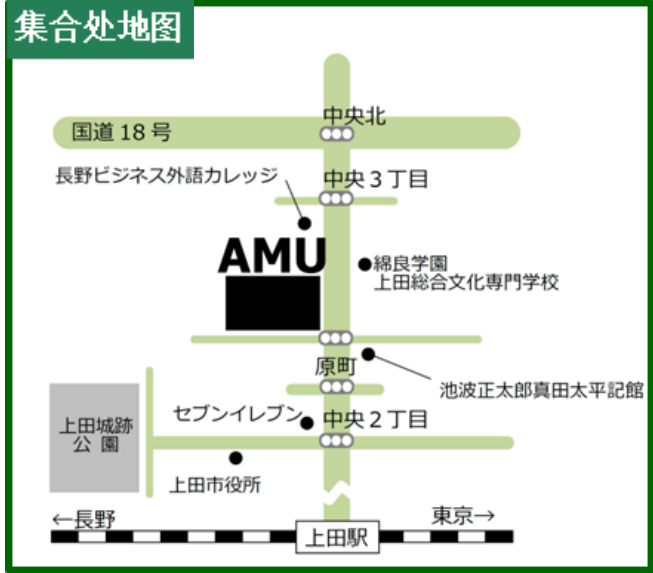 集合处地图
中央北
国道18号
長野ビジネス外語カレッジ
中央3丁目
AMU
綿良学園
上田総合文化専門学校
原町
池波正太郎真田太平記館
セブンイレブン
中央2丁目
上田城跡
公園
上田市役所
←長野
東京→
上田駅